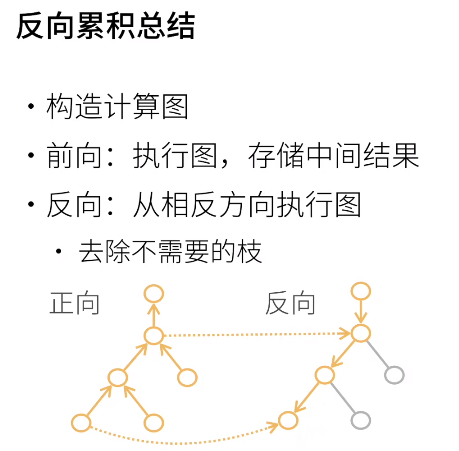 反向累积总结
• 构造计算图
• 前向：执行图，存储中间结果
• 反向：从相反方向执行图
• 去除不需要的枝
正向 反向